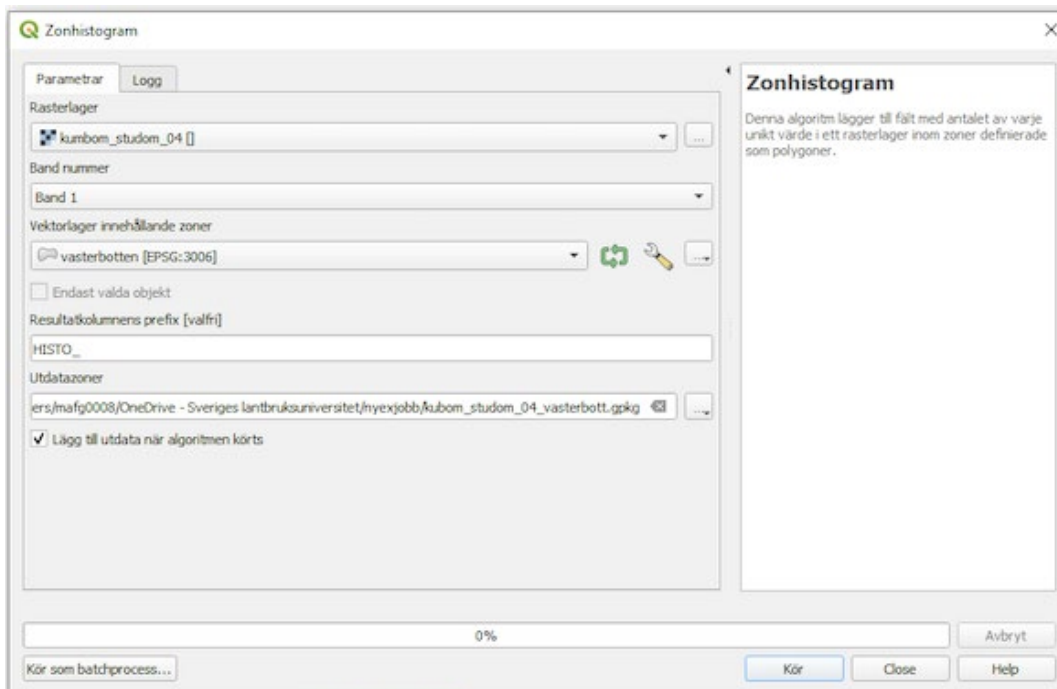 Zonhistogram
Parametrar
Logg
Rasterlager
kumbom_studom_04 []
...
Band nummer
Band 1
Vektorlager innehållande zoner
vasterbotten [EPSG:3006]
...
Endast valda objekt
Resultatkolumnens prefix [valfri]
HISTO_
Utdatazoner
ers/mafg0008/OneDrive - Sveriges lantbruksuniversitet/nyexjobb/kubom_studom_04_vasterbott.gpkg
...
Lägg till utdata när algoritmen körts
Zonhistogram
Denna algoritm lägger till fält med antalet av varje
unikt värde i ett rasterlager inom zoner definierade
som polygoner.
0%
Avbryt
Kör som batchprocess...
Kör
Close
Help